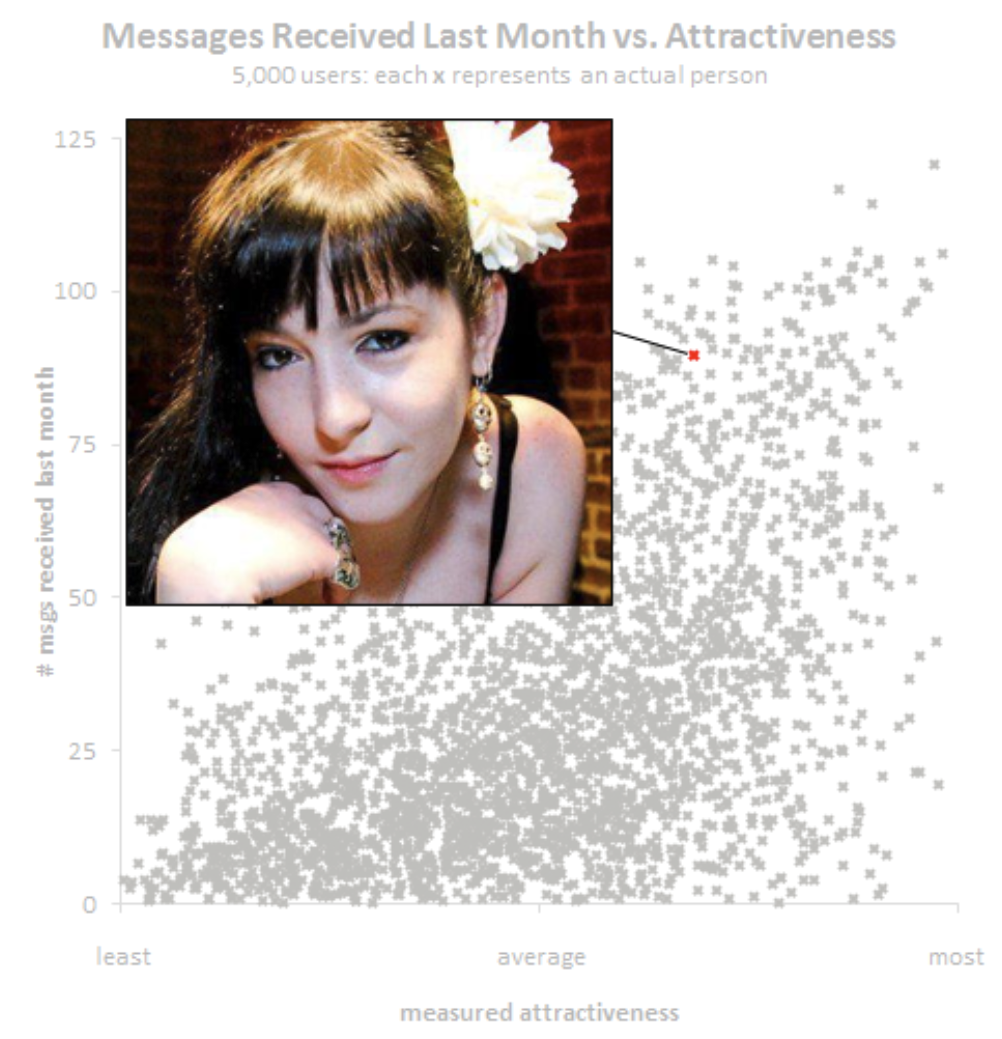 Messages Received Last Month vs. Attractiveness
5,000 users: each x represents an actual person
125
100
75
50
25
0
# msgs received last month
least
average
most
measured attractiveness